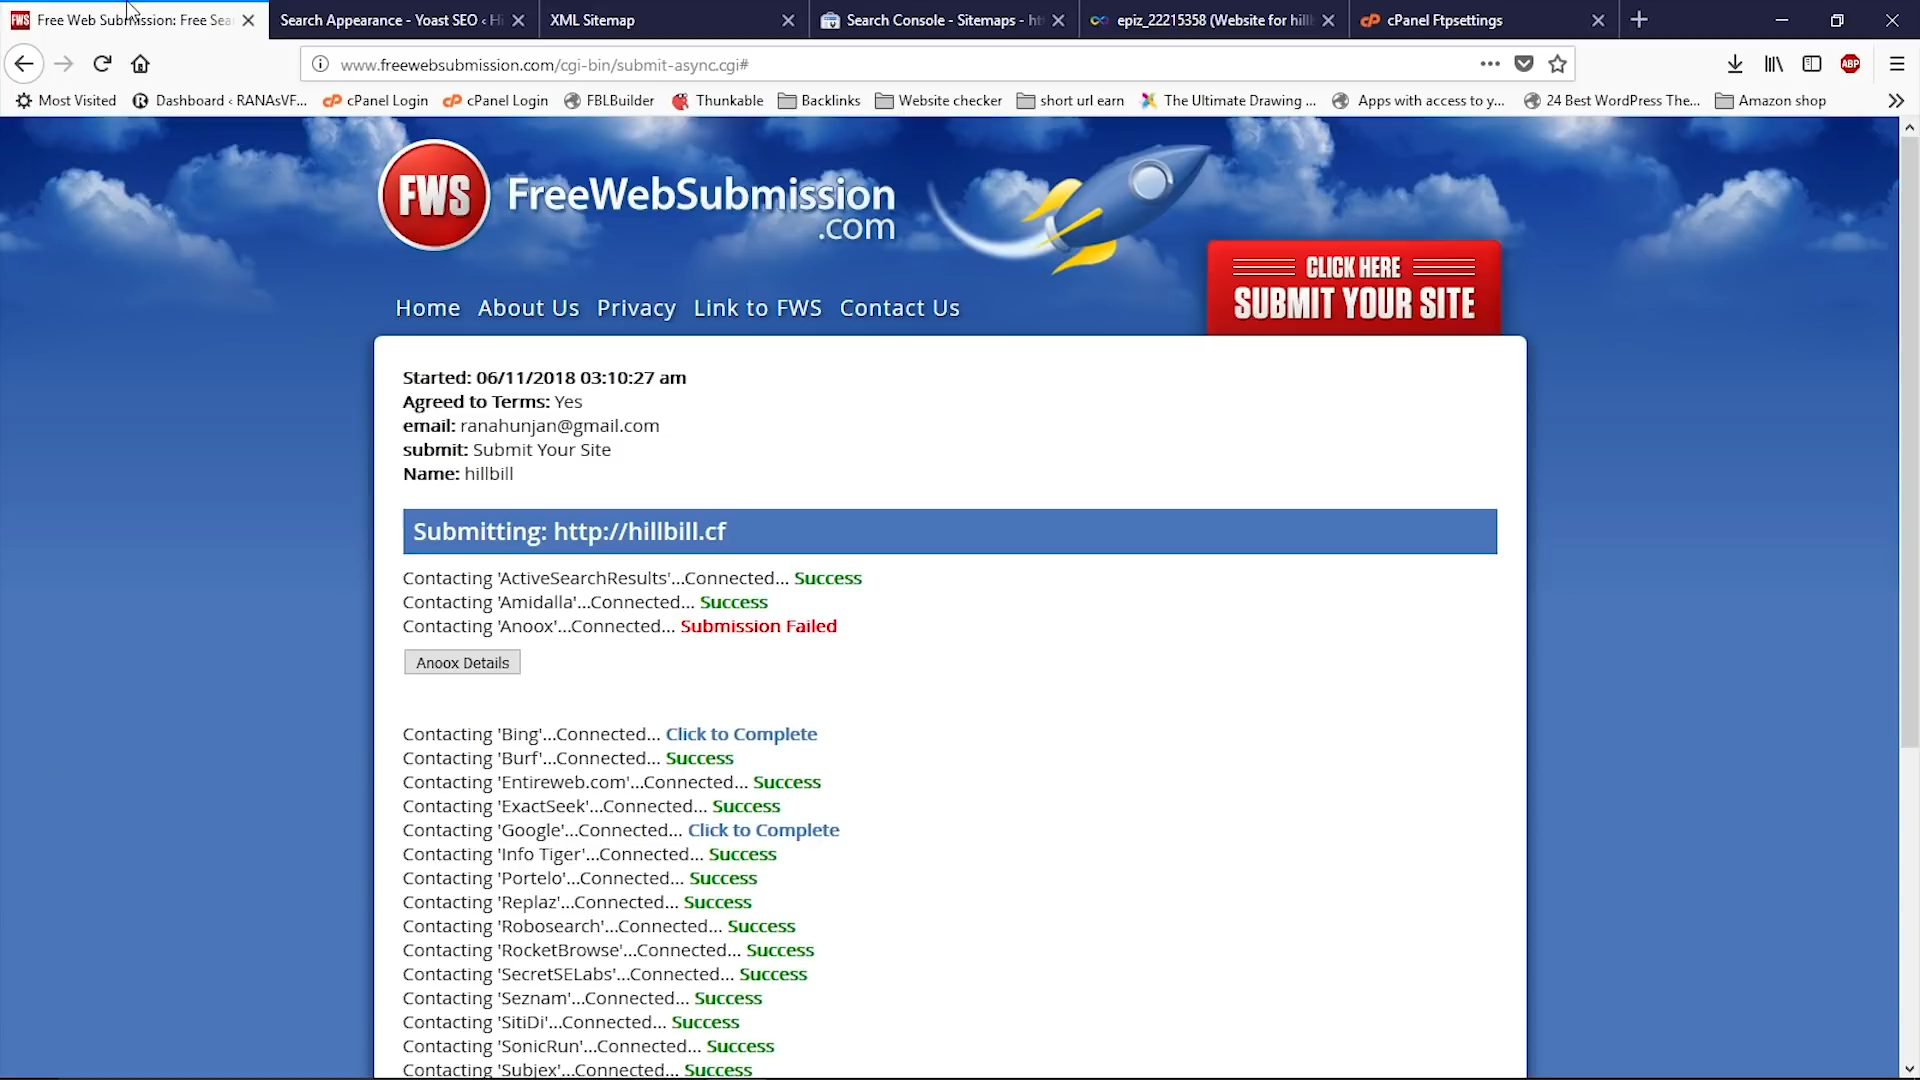 FWS Free Web Submission: Free Sea
Search Appearance - Yoast SEO ‹ Hi
XML Sitemap
Search Console - Sitemaps - ht
epiz_22215358 (Website for hillb
cP cPanel Ftpsettings
www.freewebsubmission.com/cgi-bin/submit-async.cgi#
ABP
Most Visited
Dashboard ‹ RANAsVF...
cP cPanel Login
cP cPanel Login
FBLBuilder
Thunkable
Backlinks
Website checker
short url earn
The Ultimate Drawing ...
Apps with access to y...
24 Best WordPress The...
Amazon shop
FWS FreeWebSubmission
.com
CLICK HERE
SUBMIT YOUR SITE
Home About Us Privacy Link to FWS Contact Us
Started: 06/11/2018 03:10:27 am
Agreed to Terms: Yes
email: ranahunjan@gmail.com
submit: Submit Your Site
Name: hillbill
Submitting: http://hillbill.cf
Contacting 'ActiveSearchResults'...Connected... Success
Contacting 'Amidalla'...Connected... Success
Contacting 'Anoox'...Connected... Submission Failed
Anoox Details
Contacting 'Bing'...Connected... Click to Complete
Contacting 'Burf'...Connected... Success
Contacting 'Entireweb.com'...Connected... Success
Contacting 'ExactSeek'...Connected... Success
Contacting 'Google'...Connected... Click to Complete
Contacting 'Info Tiger'...Connected... Success
Contacting 'Portelo'...Connected... Success
Contacting 'Replaz'...Connected... Success
Contacting 'Robosearch'...Connected... Success
Contacting 'RocketBrowse'...Connected... Success
Contacting 'SecretSELabs'...Connected... Success
Contacting 'Seznam'...Connected... Success
Contacting 'SitiDi'...Connected... Success
Contacting 'SonicRun'...Connected... Success
Contacting 'Subjex'...Connected... Success